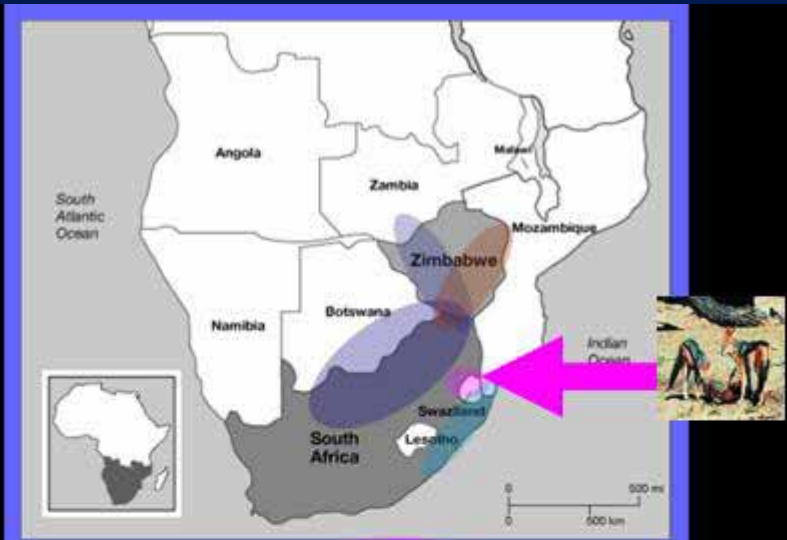 Angola
Malawi
Zambia
South
Atlantic
Ocean
Mozambique
Zimbabwe
Botswana
Namibia
Indian
Ocean
Swaziland
South
Africa
Lesotho
0 500 mi
0 500 km